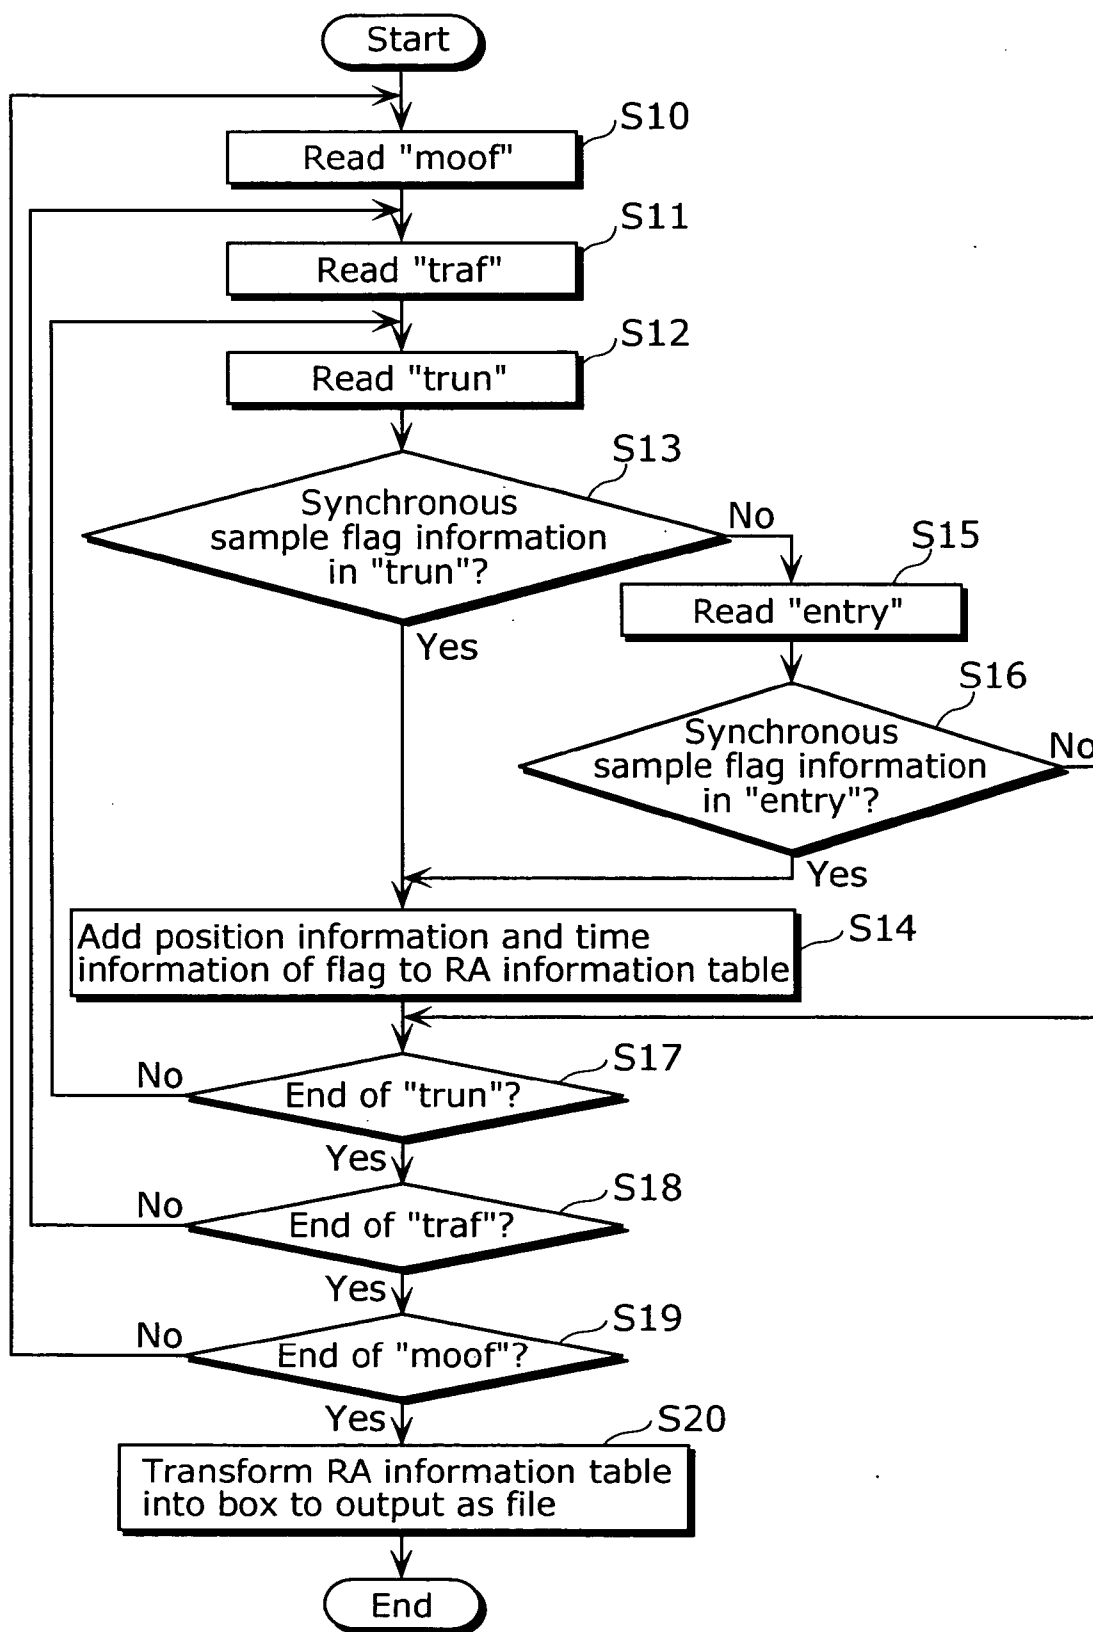 Start
S10
Read "moof"
S11
Read "traf"
S12
Read "trun"
S13
Synchronous
sample flag information
in "trun"?
No
Yes
S15
Read "entry"
S16
Synchronous
sample flag information
in "entry"?
No
Yes
S14
Add position information and time
information of flag to RA information table
S17
No
End of "trun"?
Yes
S18
No
End of "traf"?
Yes
S19
No
End of "moof"?
Yes
S20
Transform RA information table
into box to output as file
End